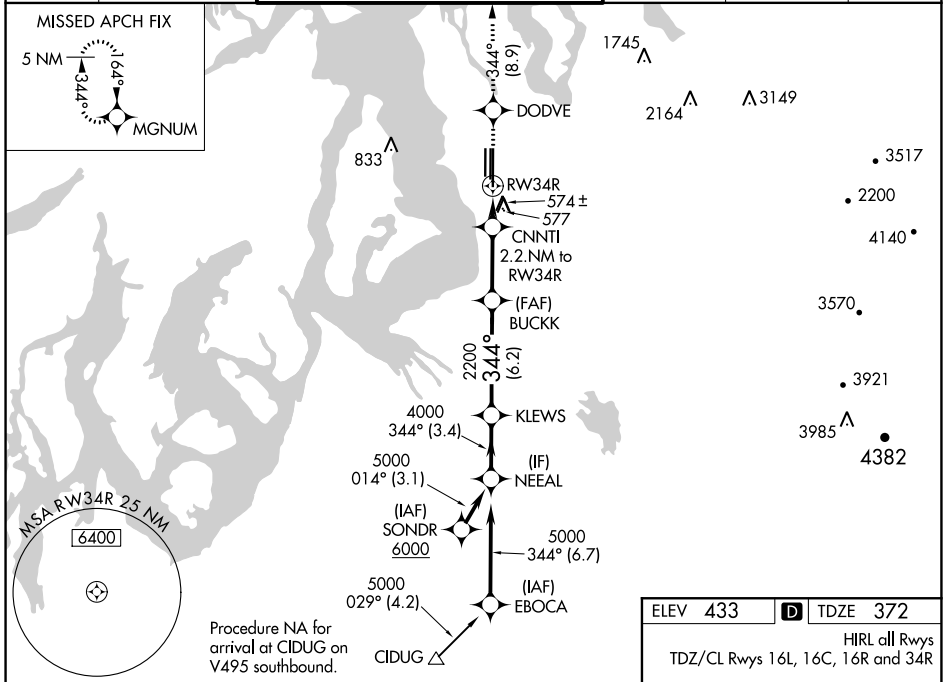 MISSED APCH FIX
5 NM
344°
164°
MGNUM
344°
(8.9)
DODVE
1745
2164
3149
833
RW34R
574 ±
577
CNNTI
2.2.NM to
RW34R
3517
2200
4140
(FAF)
BUCKK
3570
2200
344°
(6.2)
3921
3985
4382
4000
344° (3.4)
KLEWS
5000
014° (3.1)
(IF)
NEEAL
(IAF)
SONDR
6000
5000
344° (6.7)
MSA RW34R 25 NM
6400
5000
029° (4.2)
(IAF)
EBOCA
CIDUG
Procedure NA for
arrival at CIDUG on
V495 southbound.
ELEV 433 D TDZE 372
HIRL all Rwys
TDZ/CL Rwys 16L, 16C, 16R and 34R